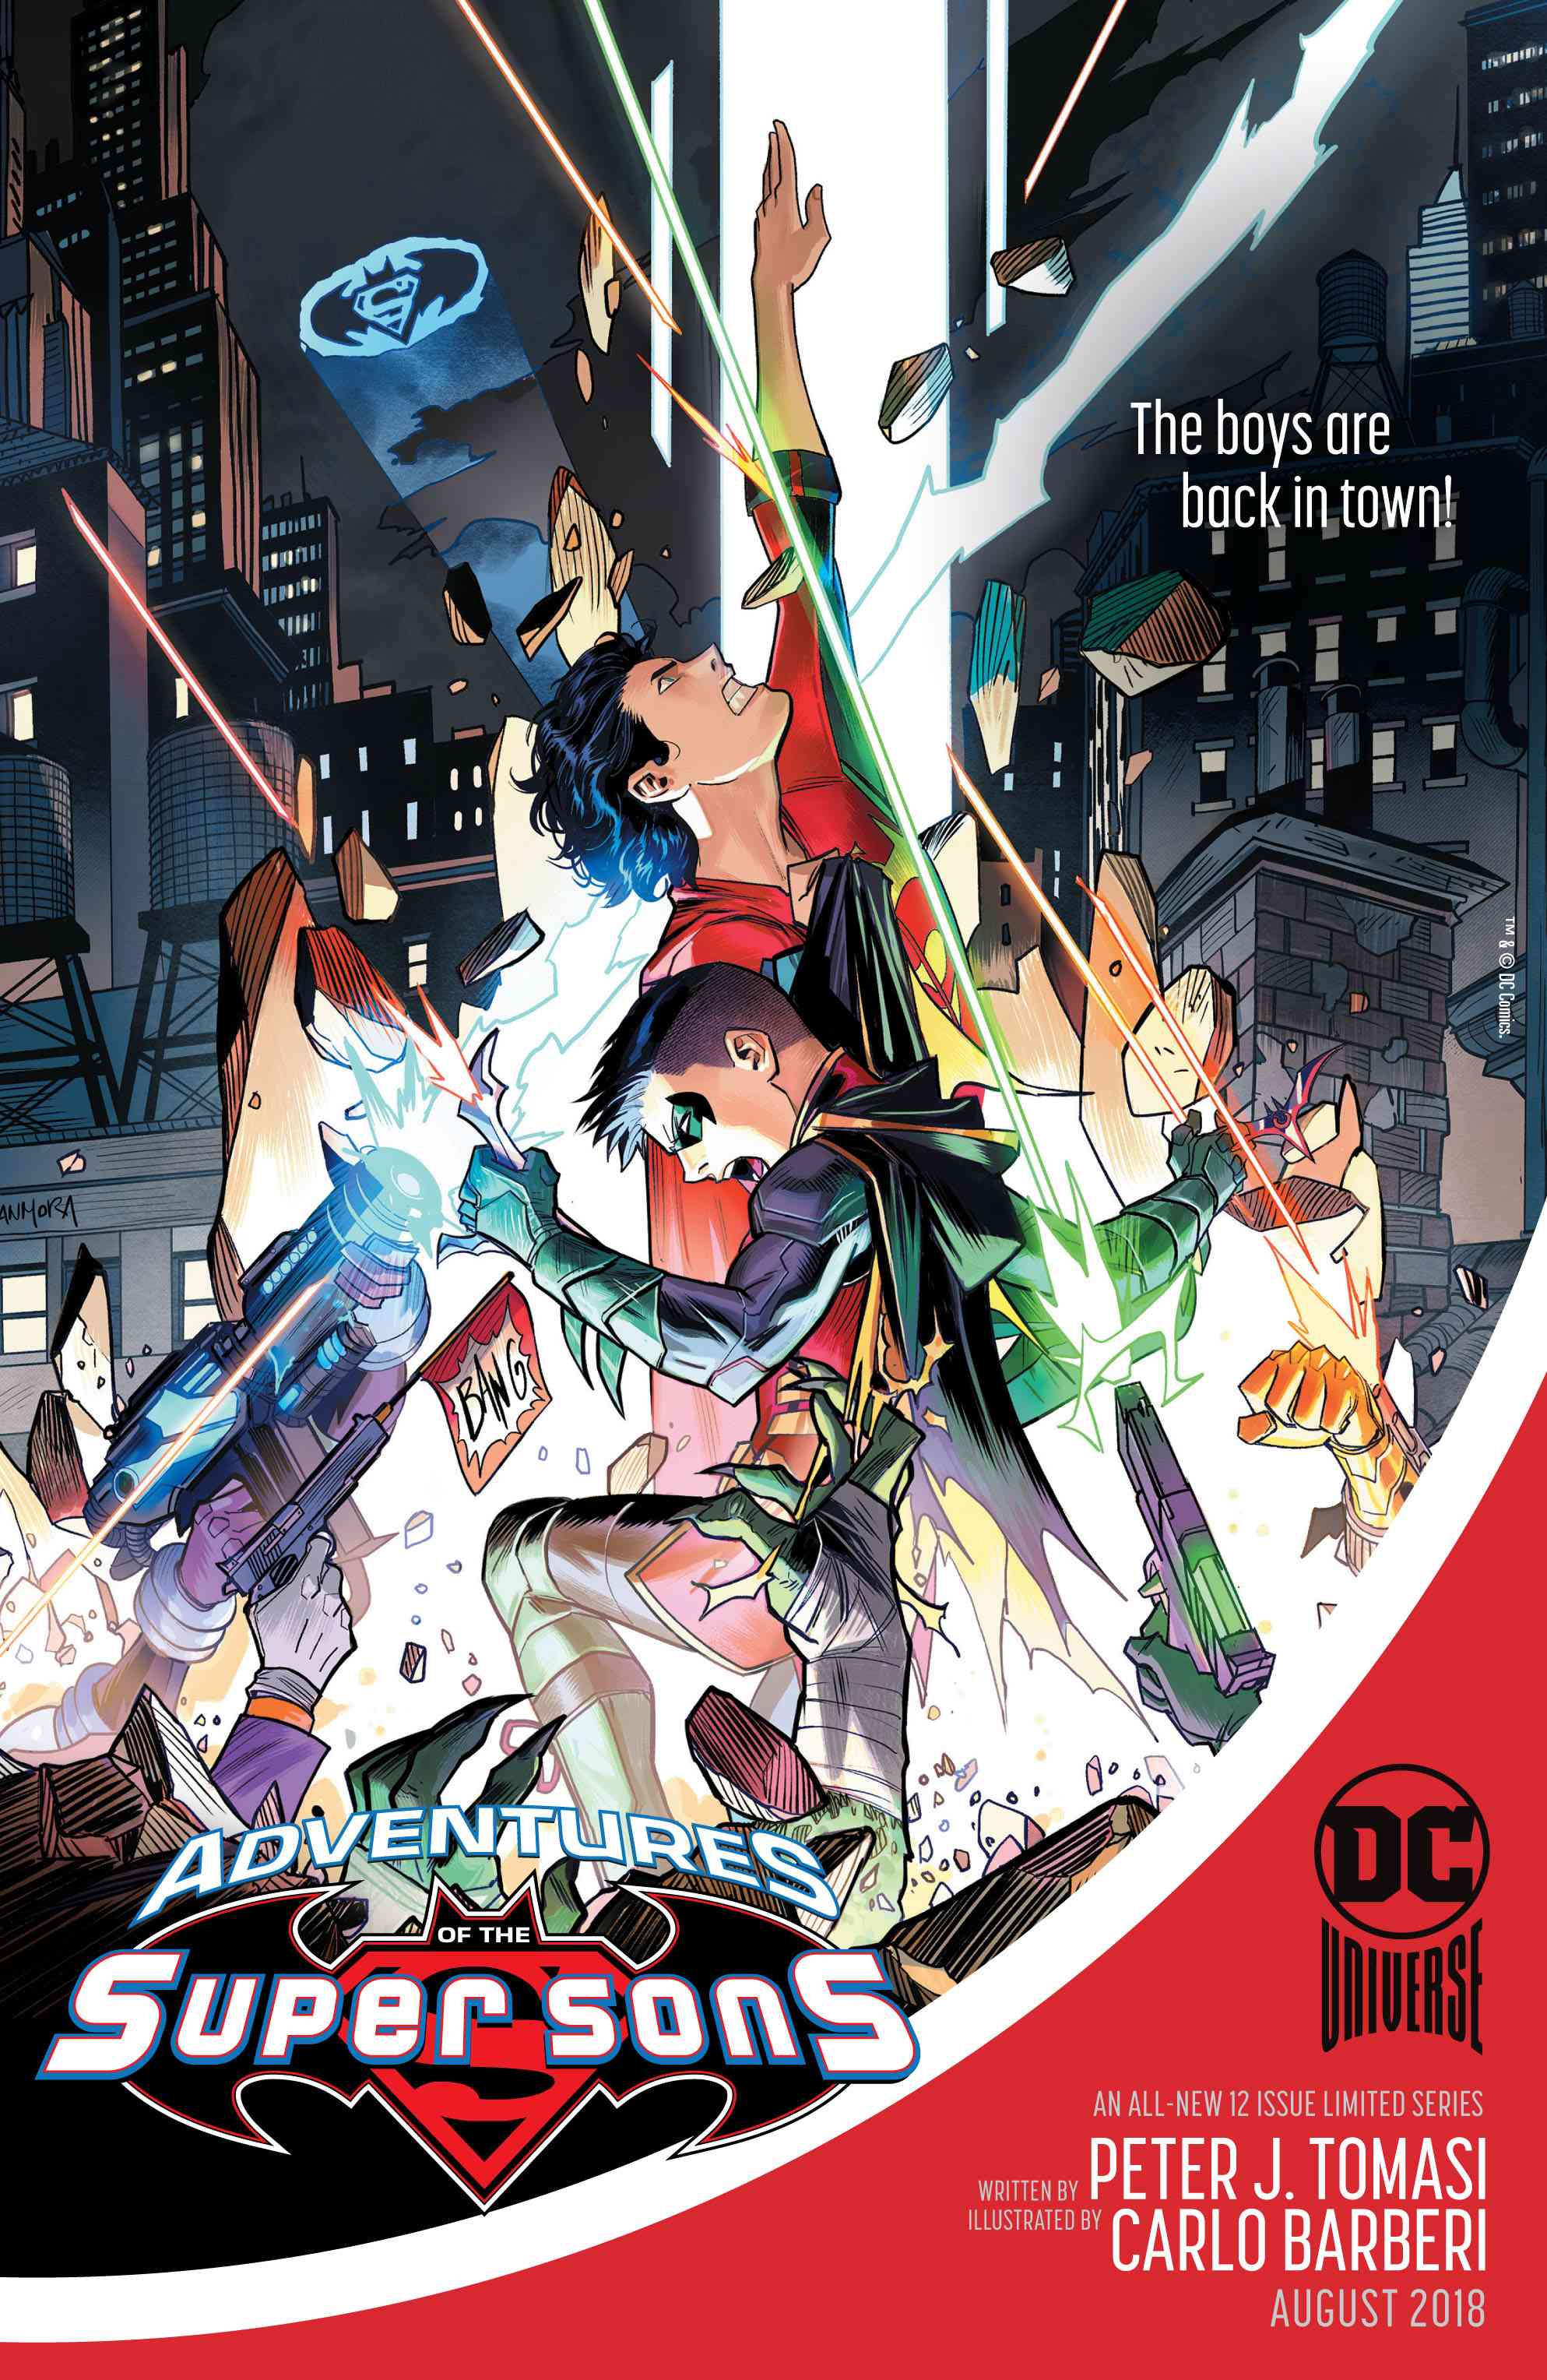 The boys are
back in town!
TM & © DC Comics.
ANMORA
BANG
ADVENTURES
OF THE
SUPER SONS
DC
UNIVERSE
AN ALL-NEW 12 ISSUE LIMITED SERIES
WRITTEN BY PETER J. TOMASI
ILLUSTRATED BY CARLO BARBERI
AUGUST 2018